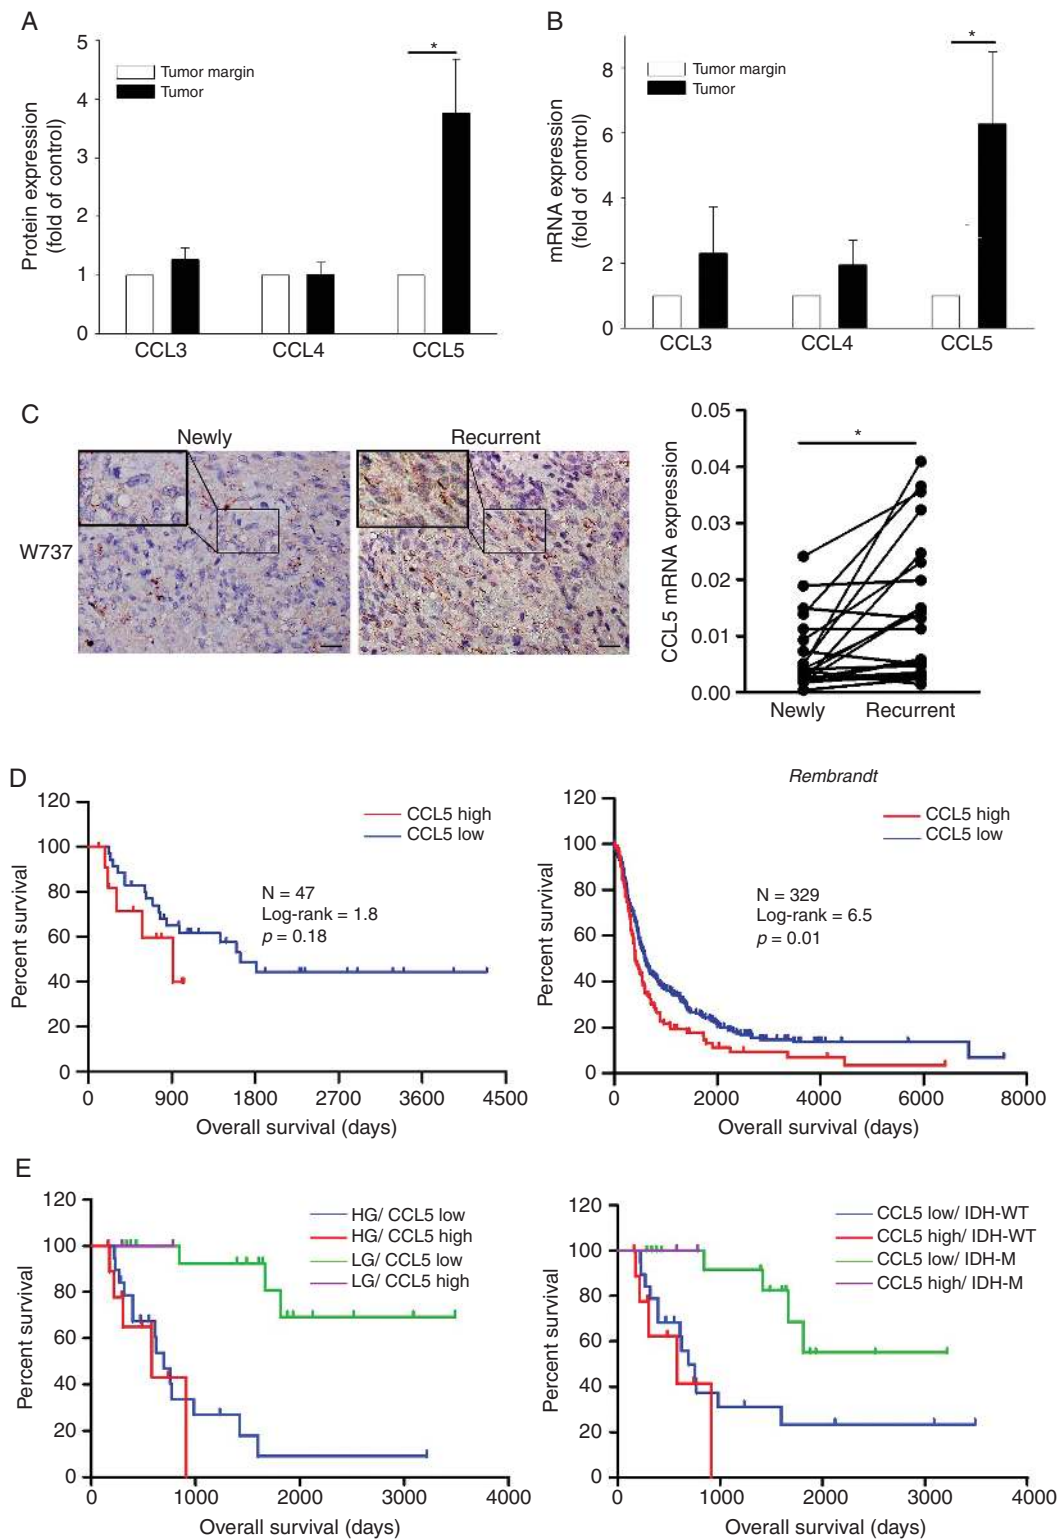 A
Protein expression
(fold of control)
5
4
3
2
1
0
Tumor margin
Tumor
*
CCL3
CCL4
CCL5
B
mRNA expression
(fold of control)
8
6
4
2
0
Tumor margin
Tumor
*
CCL3
CCL4
CCL5
C
Newly
Recurrent
W737
CCL5 mRNA expression
0.05
0.04
0.03
0.02
0.01
0.00
*
Newly
Recurrent
D
Percent survival
120
100
80
60
40
20
0
CCL5 high
CCL5 low
N = 47
Log-rank = 1.8
p = 0.18
0
900
1800
2700
3600
4500
Overall survival (days)
Rembrandt
Percent survival
120
100
80
60
40
20
0
CCL5 high
CCL5 low
N = 329
Log-rank = 6.5
p = 0.01
0
2000
4000
6000
8000
Overall survival (days)
E
Percent survival
120
100
80
60
40
20
0
HG/ CCL5 low
HG/ CCL5 high
LG/ CCL5 low
LG/ CCL5 high
0
1000
2000
3000
4000
Overall survival (days)
Percent survival
120
100
80
60
40
20
0
CCL5 low/ IDH-WT
CCL5 high/ IDH-WT
CCL5 low/ IDH-M
CCL5 high/ IDH-M
0
1000
2000
3000
4000
Overall survival (days)